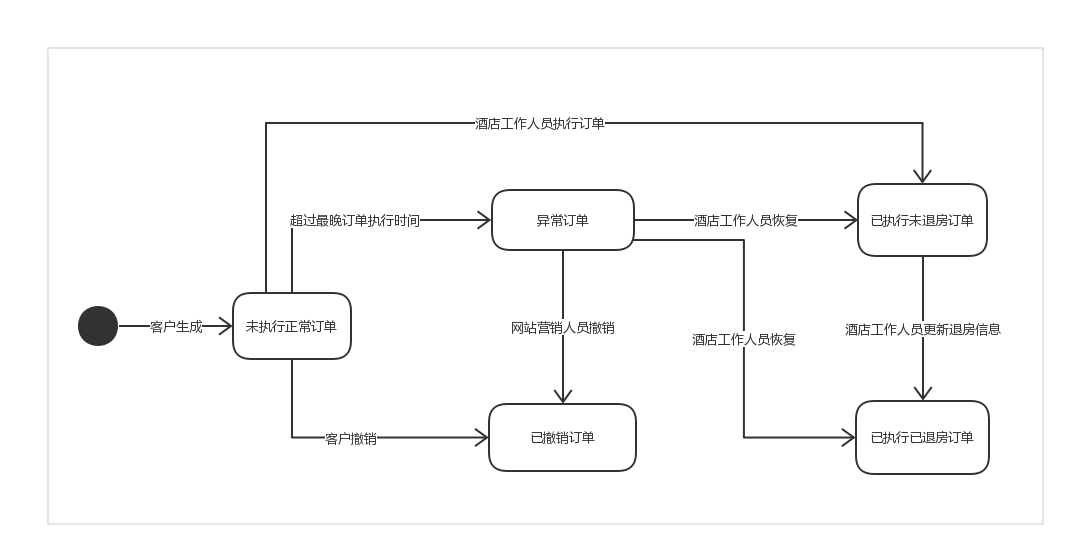 酒店工作人员执行订单
超过最晚订单执行时间
异常订单
酒店工作人员恢复
已执行未退房订单
客户生成
未执行正常订单
网站营销人员撤销
酒店工作人员恢复
酒店工作人员更新退房信息
客户撤销
已撤销订单
已执行已退房订单